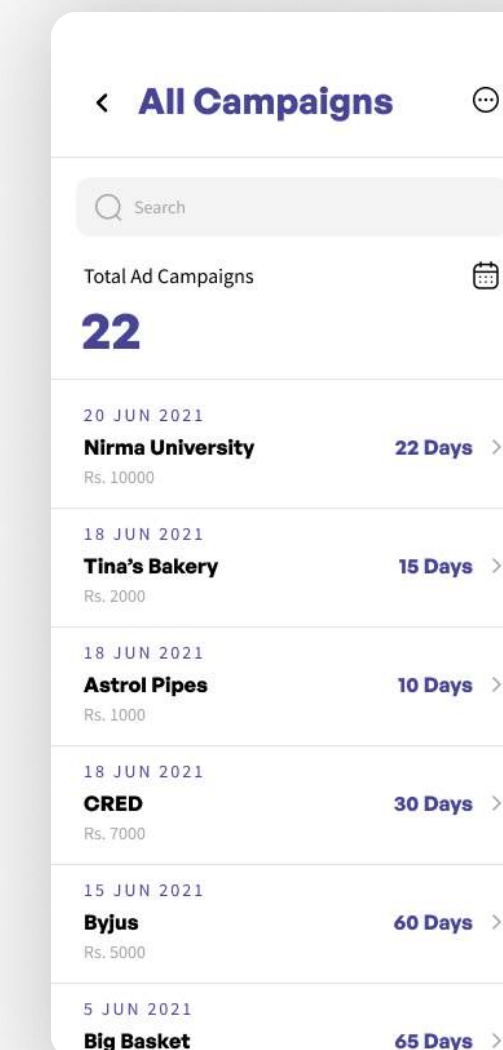 All Campaigns
Search
Total Ad Campaigns
22
20 JUN 2021
Nirma University
22 Days
Rs. 10000
18 JUN 2021
Tina’s Bakery
15 Days
Rs. 2000
18 JUN 2021
Astrol Pipes
10 Days
Rs. 1000
18 JUN 2021
CRED
30 Days
Rs. 7000
15 JUN 2021
Byjus
60 Days
Rs. 5000
5 JUN 2021
Big Basket
65 Days